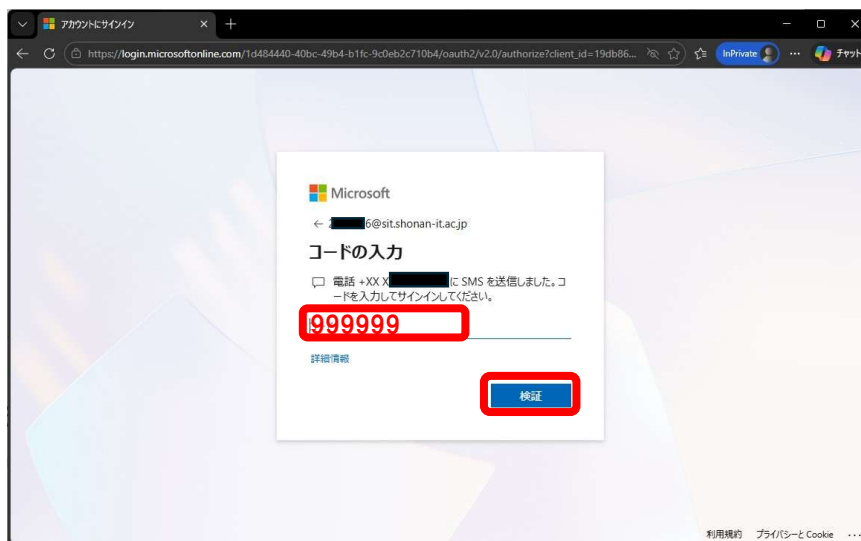 アカウントにサインイン
https://login.microsoftonline.com/1d484440-40bc-49b4-b1fc-9c0eb2c710b4/oauth2/v2.0/authorize?client_id=19db86...
InPrivate
チャット
Microsoft
6@sit.shonan-it.ac.jp
コードの入力
電話 +XX X に SMS を送信しました。コ
ードを入力してサインインしてください。
999999
詳細情報
検証
利用規約 プライバシーと Cookie ...